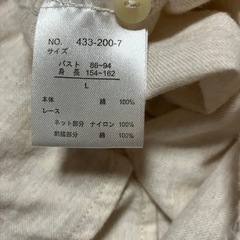 NO. 433-200-7
サイズ
バスト 86~94
身長 154~162
L
本体 綿 100%
レース
ネット部分 ナイロン 100%
刺繍部分 綿 100%